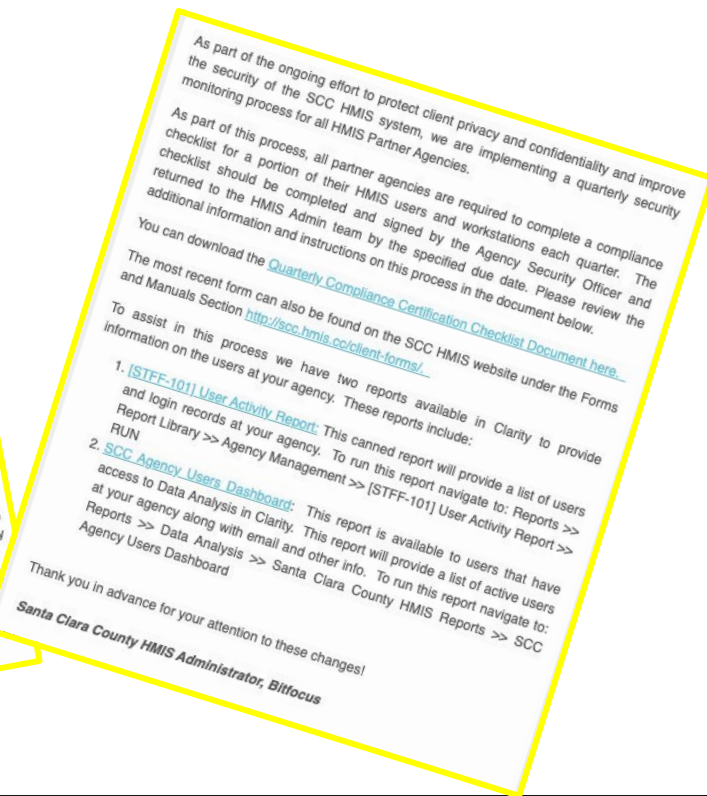 As part of the ongoing effort to protect client privacy and confidentiality and improve
the security of the SCC HMIS system, we are implementing a quarterly security
monitoring process for all HMIS Partner Agencies.
As part of this process, all partner agencies are required to complete a compliance
checklist for a portion of their HMIS users and workstations each quarter. The
checklist should be completed and signed by the Agency Security Officer and
returned to the HMIS Admin team by the specified due date. Please review the
additional information and instructions on this process in the document below.
You can download the Quarterly Compliance Certification Checklist Document here.
The most recent form can also be found on the SCC HMIS website under the Forms
and Manuals Section http://scc.hmis.cc/client-forms/.
To assist in this process we have two reports available in Clarity to provide
information on the users at your agency. These reports include:
1. [STFF-101] User Activity Report: This canned report will provide a list of users
and login records at your agency. To run this report navigate to: Reports >>
Report Library >> Agency Management >> [STFF-101] User Activity Report >>
RUN
2. SCC Agency Users Dashboard: This report is available to users that have
access to Data Analysis in Clarity. This report will provide a list of active users
at your agency along with email and other info. To run this report navigate to:
Reports >> Data Analysis >> Santa Clara County HMIS Reports >> SCC
Agency Users Dashboard
Thank you in advance for your attention to these changes!
Santa Clara County HMIS Administrator, Bitfocus